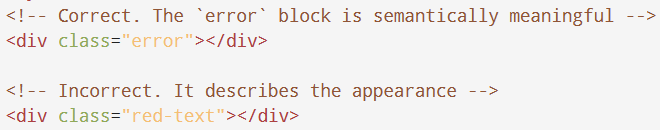 <!-- Correct. The `error` block is semantically meaningful -->
<div class="error"></div>
<!-- Incorrect. It describes the appearance -->
<div class="red-text"></div>